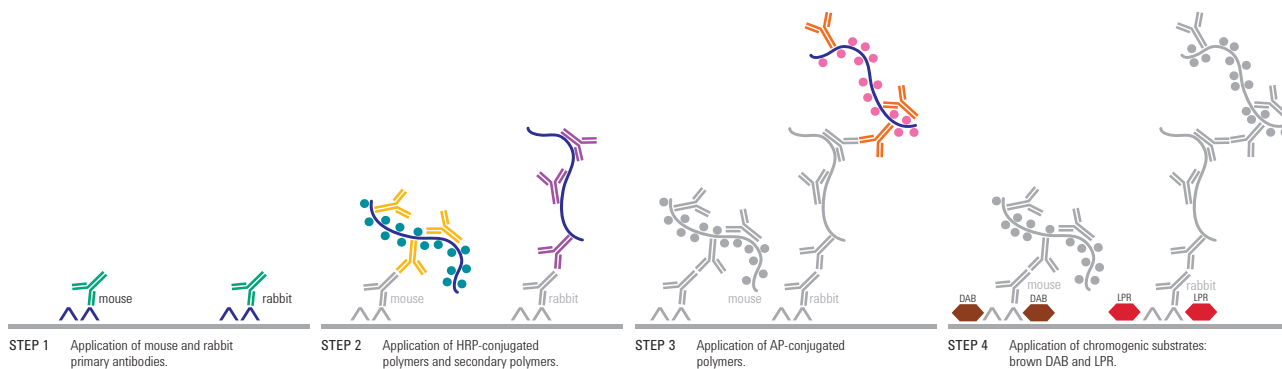 mouse
rabbit
STEP 1 Application of mouse and rabbit
primary antibodies.
mouse
rabbit
STEP 2 Application of HRP-conjugated
polymers and secondary polymers.
mouse
rabbit
STEP 3 Application of AP-conjugated
polymers.
mouse
rabbit
DAB
DAB
LPR
LPR
STEP 4 Application of chromogenic substrates:
brown DAB and LPR.